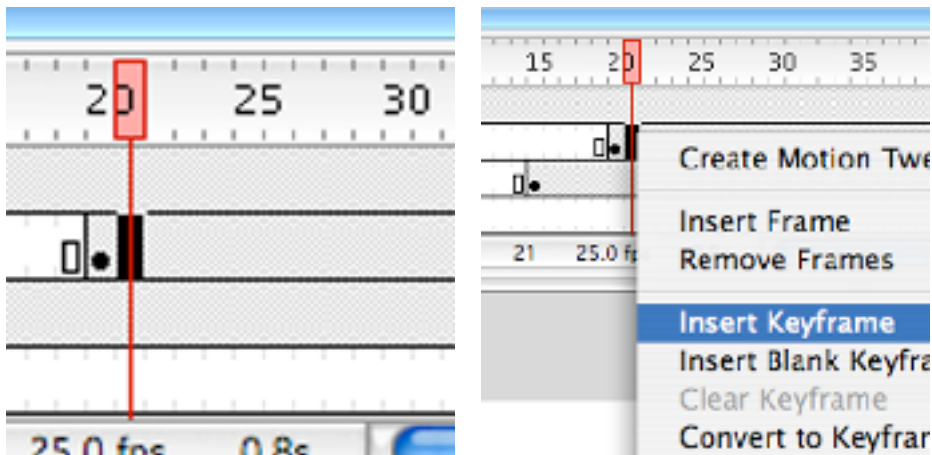 20 25 30
25.0 fps 0.8s
15 20 25 30 35
Create Motion Twe
Insert Frame
21 25.0 fp
Remove Frames
Insert Keyframe
Insert Blank Keyfra
Clear Keyframe
Convert to Keyfran